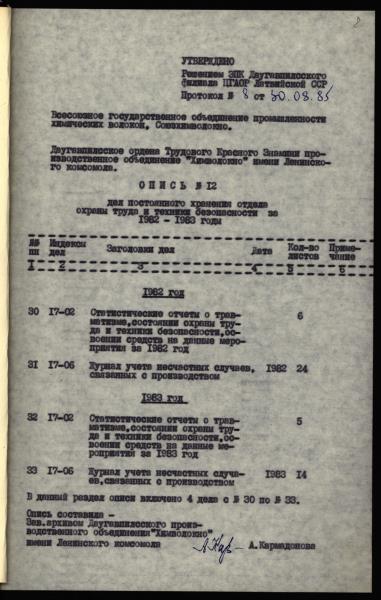 УТВЕРЖДЕНО
Решением ЭПК Даугавпилсского
филиала ЦГАОР Латвийской ССР
Протокол № 8 от 30.08.85
Всесоюзное государственное объединение промышленности
химических волокон, Союзхимволокно.
Даугавпилсское ордена Трудового Красного Знамени про-
изводственное объединение "Химволокно" имени Ленинско-
го комсомола.
ОПИСЬ №12
дел постоянного хранения отдела
охраны труда и техники безопасности за
1982 - 1983 годы
№№ Индексы Заголовки дел Дата Кол-во Приме-
пп дел листов чание
1 2 3 4 5 6
1982 год
30 17-02 Статистические отчеты о трав- 6
матизме,состоянии охраны тру-
да и техники безопасности,ос-
воении средств на данные меро-
приятия за 1982 год
31 17-06 Журнал учета несчастных случаев, 1982 24
связанных с производством
1983 год
32 17-02 Статистические отчеты о трав- 5
матизме,состоянии охраны тру-
да и техники безопасности,ос-
воении средств на данные ме-
роприятия за 1983 год
33 17-06 Журнал учета несчастных случа- 1983 14
ев,связанных с производством
В данный раздел описи включено 4 дела с № 30 по № 33.
Опись составила -
Зав.архивом Даугавпилсского произ-
водственного объединения"Химволокно"
имени Ленинского комсомола А.Кармадонова